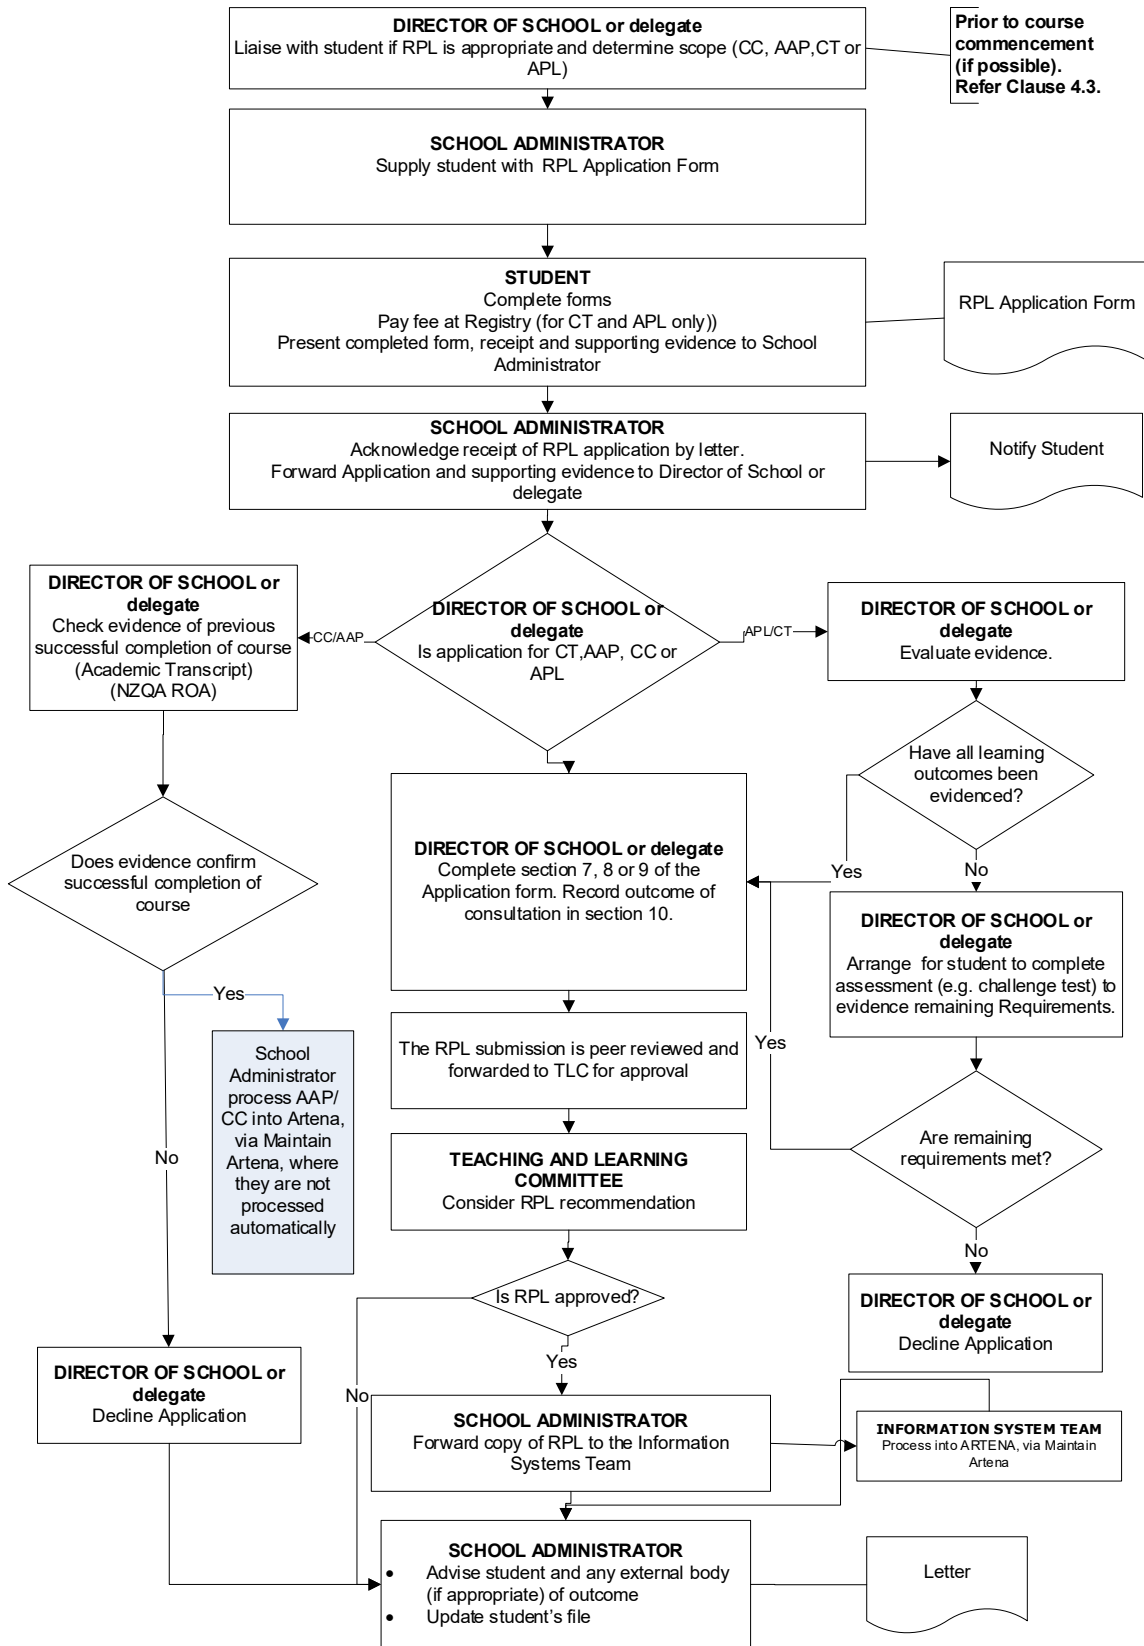 DIRECTOR OF SCHOOL or delegate
Liaise with student if RPL is appropriate and determine scope (CC, AAP,CT or
APL)
Prior to course
commencement
(if possible).
Refer Clause 4.3.
SCHOOL ADMINISTRATOR
Supply student with RPL Application Form
STUDENT
Complete forms
Pay fee at Registry (for CT and APL only))
Present completed form, receipt and supporting evidence to School
Administrator
RPL Application Form
SCHOOL ADMINISTRATOR
Acknowledge receipt of RPL application by letter.
Forward Application and supporting evidence to Director of School or
delegate
Notify Student
DIRECTOR OF SCHOOL or
delegate
Check evidence of previous
successful completion of course
(Academic Transcript)
(NZQA ROA)
CC/AAP
DIRECTOR OF SCHOOL or
delegate
Is application for CT,AAP, CC or
APL
APL/CT
DIRECTOR OF SCHOOL or
delegate
Evaluate evidence.
Have all learning
outcomes been
evidenced?
Yes
No
Does evidence confirm
successful completion of
course
DIRECTOR OF SCHOOL or delegate
Complete section 7, 8 or 9 of the
Application form. Record outcome of
consultation in section 10.
DIRECTOR OF SCHOOL or
delegate
Arrange for student to complete
assessment (e.g. challenge test) to
evidence remaining Requirements.
Yes
School
Administrator
process AAP/
CC into Artena,
via Maintain
Artena, where
they are not
processed
automatically
The RPL submission is peer reviewed and
forwarded to TLC for approval
Yes
Are remaining
requirements met?
No
TEACHING AND LEARNING
COMMITTEE
Consider RPL recommendation
No
Is RPL approved?
DIRECTOR OF SCHOOL or
delegate
Decline Application
Yes
No
DIRECTOR OF SCHOOL or
delegate
Decline Application
SCHOOL ADMINISTRATOR
Forward copy of RPL to the Information
Systems Team
INFORMATION SYSTEM TEAM
Process into ARTENA, via Maintain
Artena
SCHOOL ADMINISTRATOR
• Advise student and any external body
(if appropriate) of outcome
• Update student's file
Letter